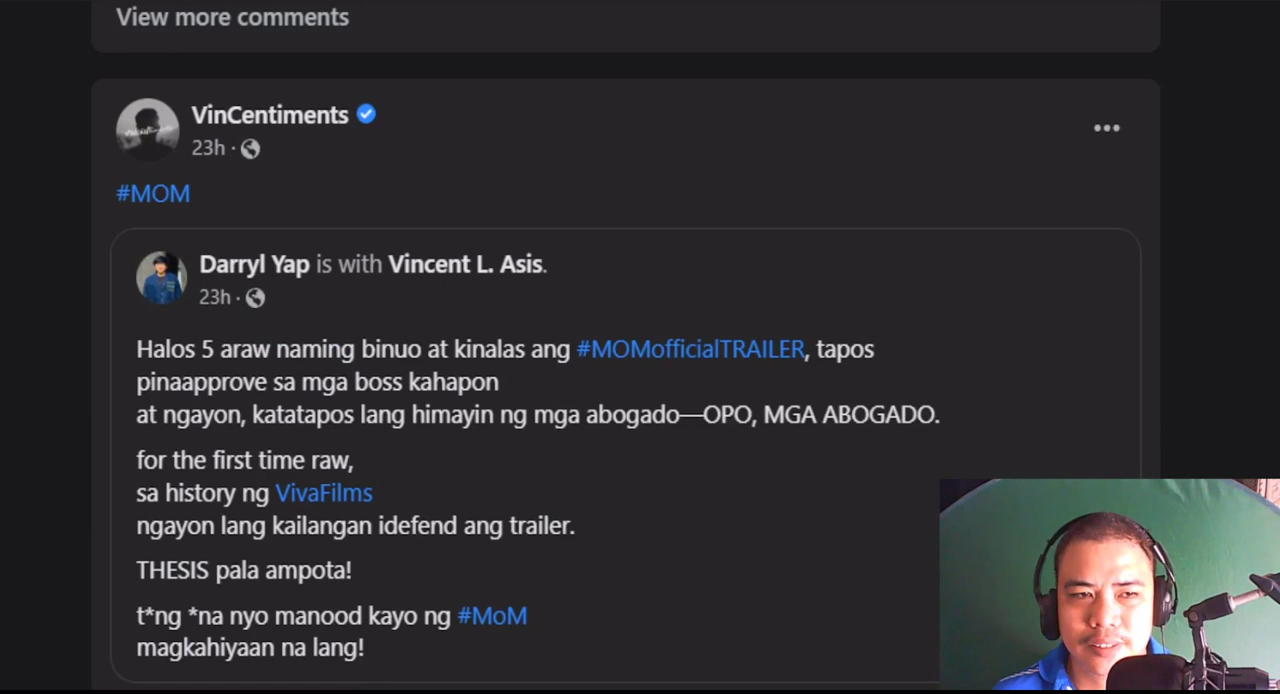 View more comments
VinCentiments
23h ·
#MOM
Darryl Yap is with Vincent L. Asis.
23h ·
Halos 5 araw naming binuo at kinalas ang #MOMofficialTRAILER, tapos
pinaapprove sa mga boss kahapon
at ngayon, katatapos lang himayin ng mga abogado—OPO, MGA ABOGADO.
for the first time raw,
sa history ng VivaFilms
ngayon lang kailangan idefend ang trailer.
THESIS pala ampota!
t*ng *na nyo manood kayo ng #MoM
magkahiyaan na lang!